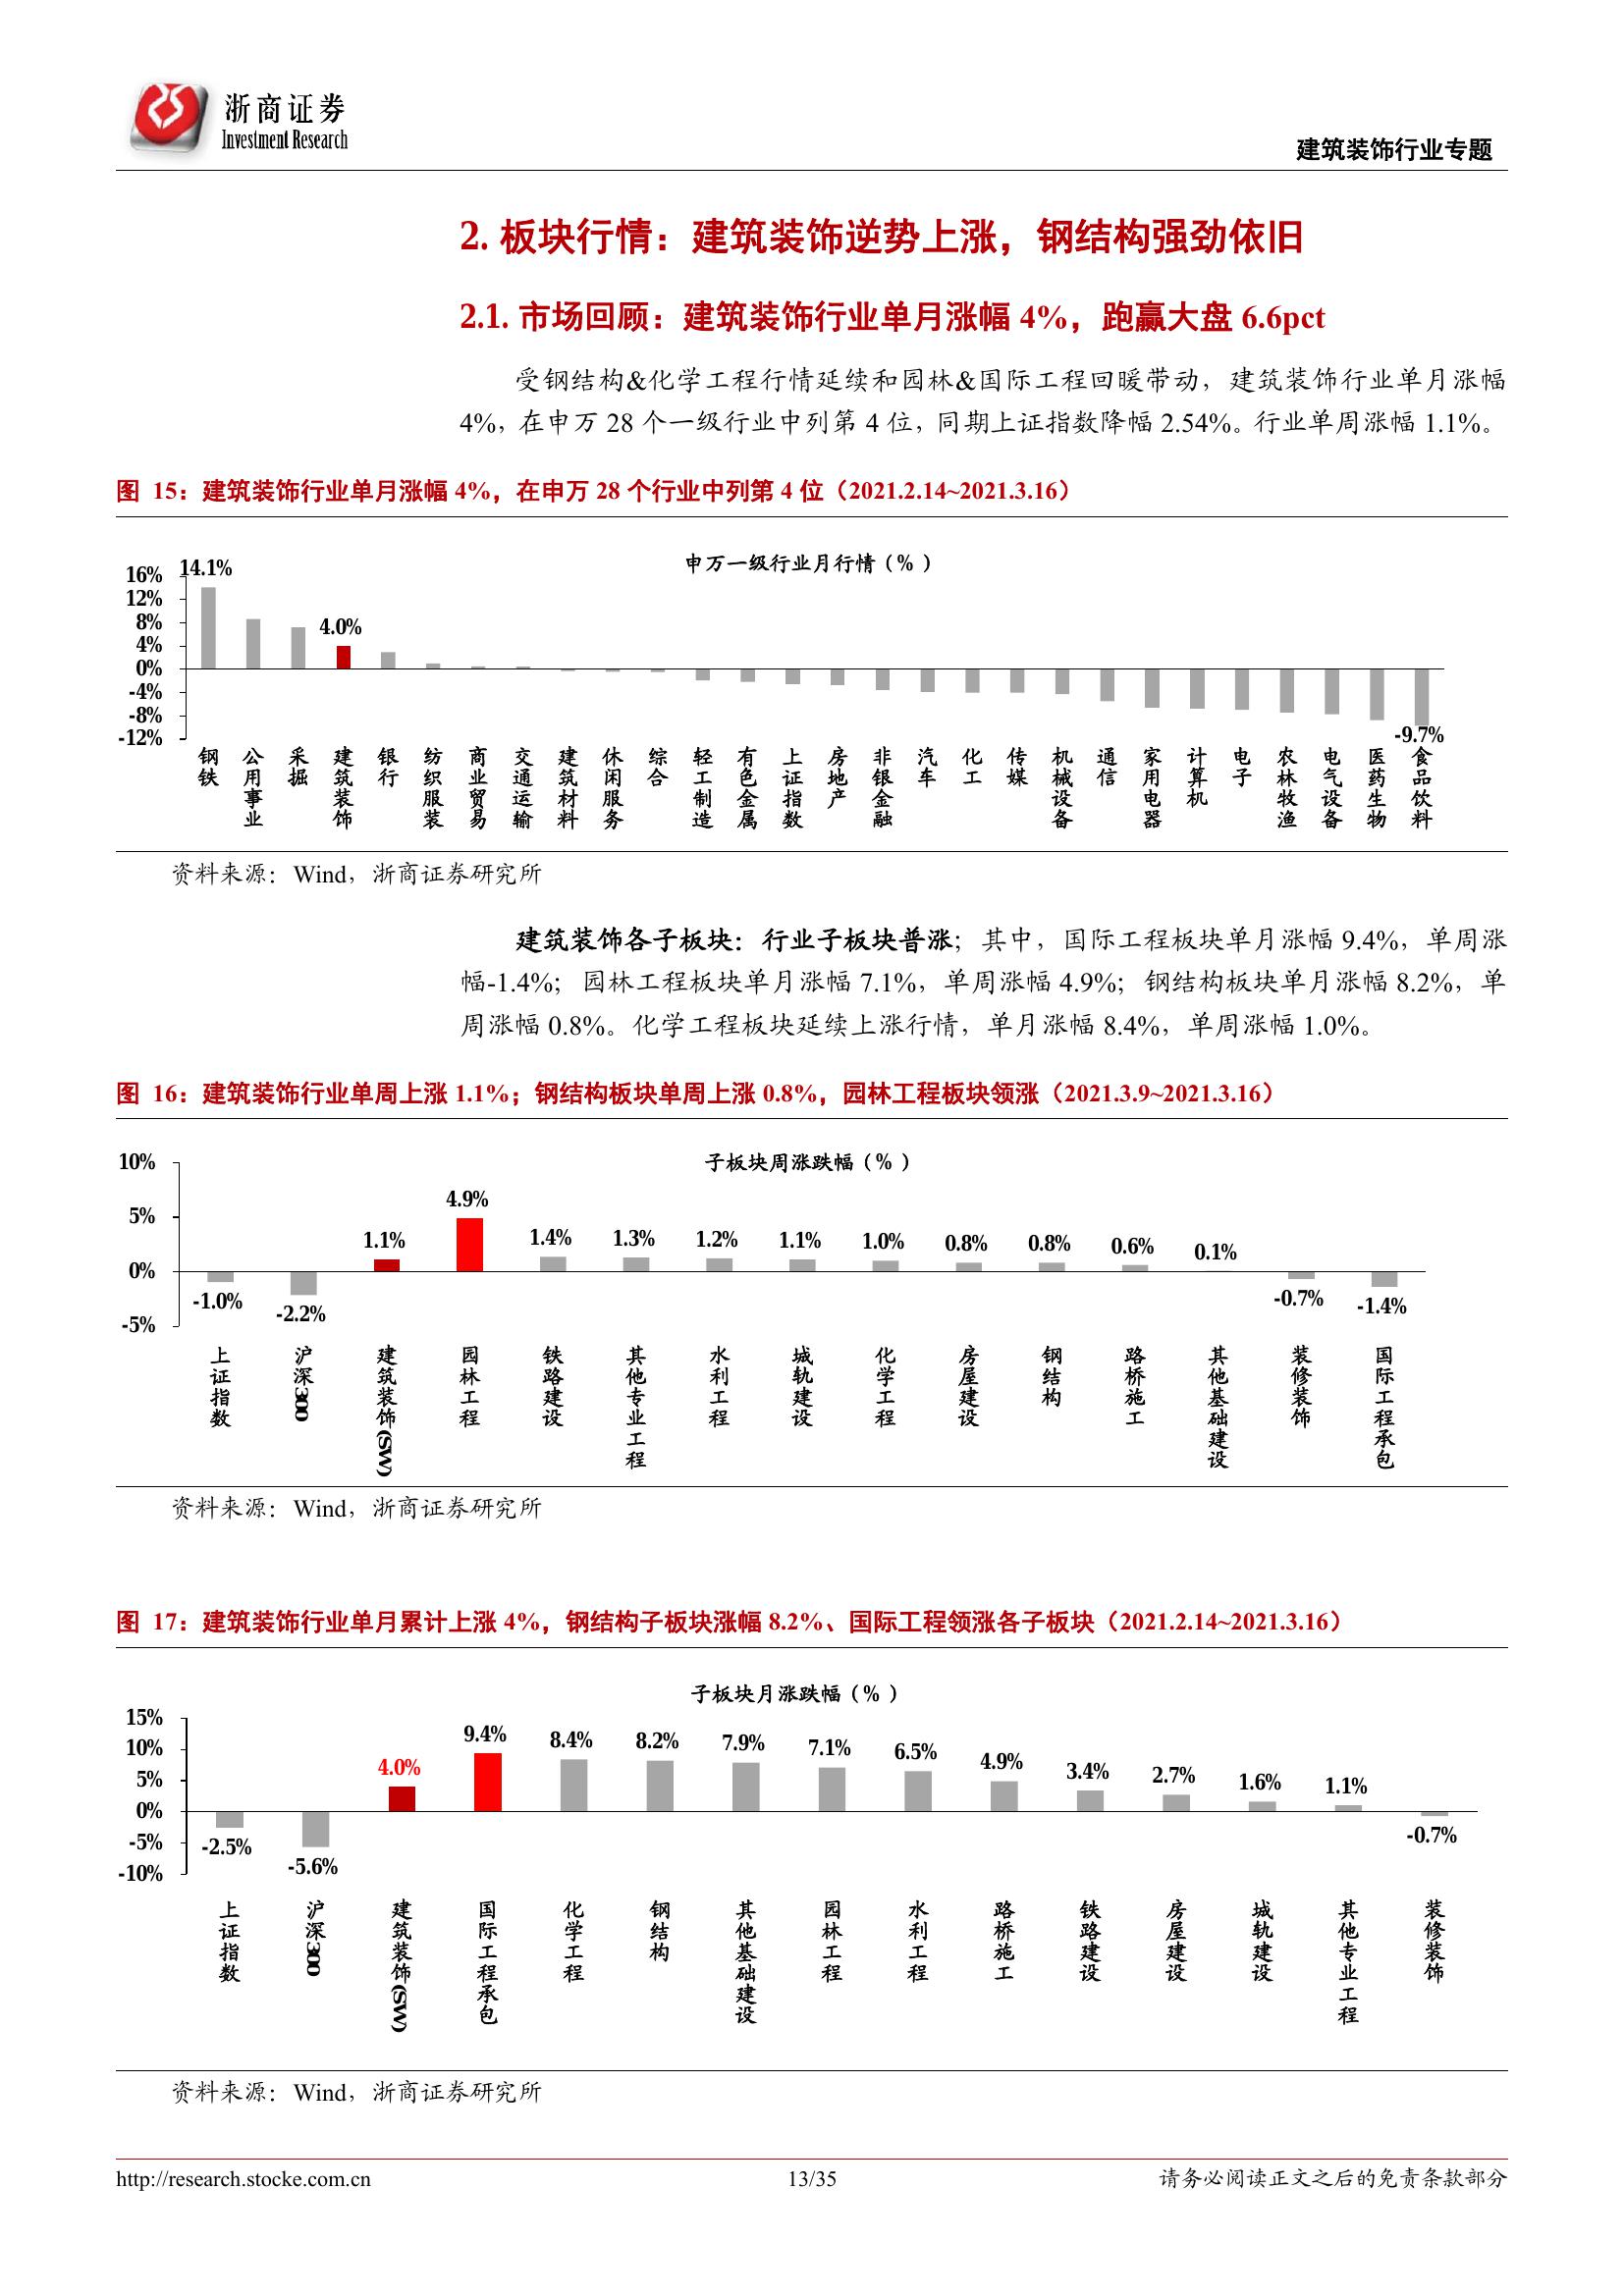 浙商证券
Investment Research
建筑装饰行业专题
2. 板块行情：建筑装饰逆势上涨，钢结构强劲依旧
2.1. 市场回顾：建筑装饰行业单月涨幅 4%，跑赢大盘 6.6pct
受钢结构&化学工程行情延续和园林&国际工程回暖带动，建筑装饰行业单月涨幅
4%，在申万 28 个一级行业中列第 4 位，同期上证指数降幅 2.54%。行业单周涨幅 1.1%。
图 15：建筑装饰行业单月涨幅 4%，在申万 28 个行业中列第 4 位（2021.2.14~2021.3.16）
申万一级行业月行情（%）
16%
12%
8%
4%
0%
-4%
-8%
-12%
14.1%
4.0%
-9.7%
钢铁
公用事业
采掘
建筑装饰
银行
纺织服装
商业贸易
交通运输
建筑材料
休闲服务
综合
轻工制造
有色金属
上证指数
房地产
非银金融
汽车
化工
传媒
机械设备
通信
家用电器
计算机
电子
农林牧渔
电气设备
医药生物
食品饮料
资料来源：Wind，浙商证券研究所
建筑装饰各子板块：行业子板块普涨；其中，国际工程板块单月涨幅 9.4%，单周涨
幅-1.4%；园林工程板块单月涨幅 7.1%，单周涨幅 4.9%；钢结构板块单月涨幅 8.2%，单
周涨幅 0.8%。化学工程板块延续上涨行情，单月涨幅 8.4%，单周涨幅 1.0%。
图 16：建筑装饰行业单周上涨 1.1%；钢结构板块单周上涨 0.8%，园林工程板块领涨（2021.3.9~2021.3.16）
子板块周涨跌幅（%）
10%
5%
0%
-5%
-1.0%
-2.2%
1.1%
4.9%
1.4%
1.3%
1.2%
1.1%
1.0%
0.8%
0.8%
0.6%
0.1%
-0.7%
-1.4%
上证指数
沪深300
建筑装饰(SW)
园林工程
铁路建设
其他专业工程
水利工程
城轨建设
化学工程
房屋建设
钢结构
路桥施工
其他基础建设
装修装饰
国际工程承包
资料来源：Wind，浙商证券研究所
图 17：建筑装饰行业单月累计上涨 4%，钢结构子板块涨幅 8.2%、国际工程领涨各子板块（2021.2.14~2021.3.16）
子板块月涨跌幅（%）
15%
10%
5%
0%
-5%
-10%
-2.5%
-5.6%
4.0%
9.4%
8.4%
8.2%
7.9%
7.1%
6.5%
4.9%
3.4%
2.7%
1.6%
1.1%
-0.7%
上证指数
沪深300
建筑装饰(SW)
国际工程承包
化学工程
钢结构
其他基础建设
园林工程
水利工程
路桥施工
铁路建设
房屋建设
城轨建设
其他专业工程
装修装饰
资料来源：Wind，浙商证券研究所
http://research.stocke.com.cn
13/35
请务必阅读正文之后的免责条款部分